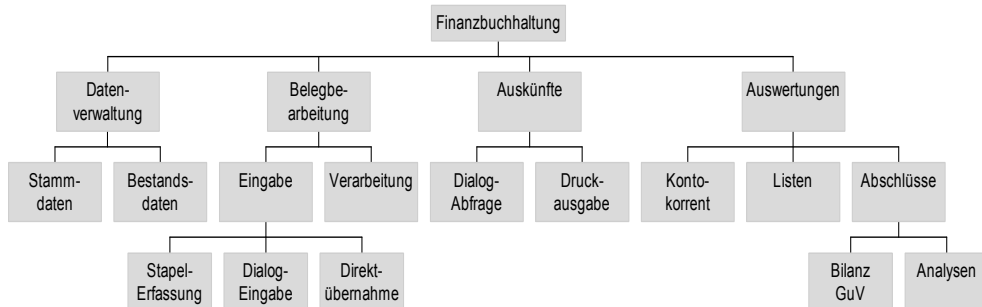 Finanzbuchhaltung
Daten-
verwaltung
Belegbe-
arbeitung
Auskünfte
Auswertungen
Stamm-
daten
Bestands-
daten
Eingabe
Verarbeitung
Dialog-
Abfrage
Druck-
ausgabe
Konto-
korrent
Listen
Abschlüsse
Stapel-
Erfassung
Dialog-
Eingabe
Direkt-
übernahme
Bilanz
GuV
Analysen